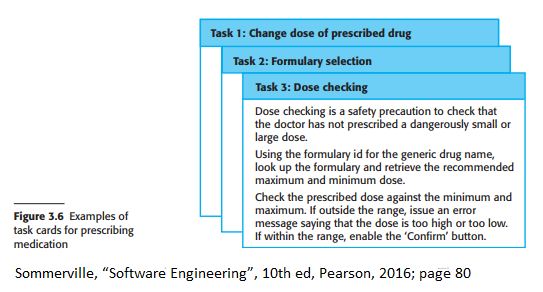 Task 1: Change dose of prescribed drug
Task 2: Formulary selection
Task 3: Dose checking
Dose checking is a safety precaution to check that
the doctor has not prescribed a dangerously small or
large dose.
Using the formulary id for the generic drug name,
look up the formulary and retrieve the recommended
maximum and minimum dose.
Check the prescribed dose against the minimum and
maximum. If outside the range, issue an error
message saying that the dose is too high or too low.
If within the range, enable the ‘Confirm’ button.
Figure 3.6 Examples of
task cards for prescribing
medication
Sommerville, “Software Engineering”, 10th ed, Pearson, 2016; page 80